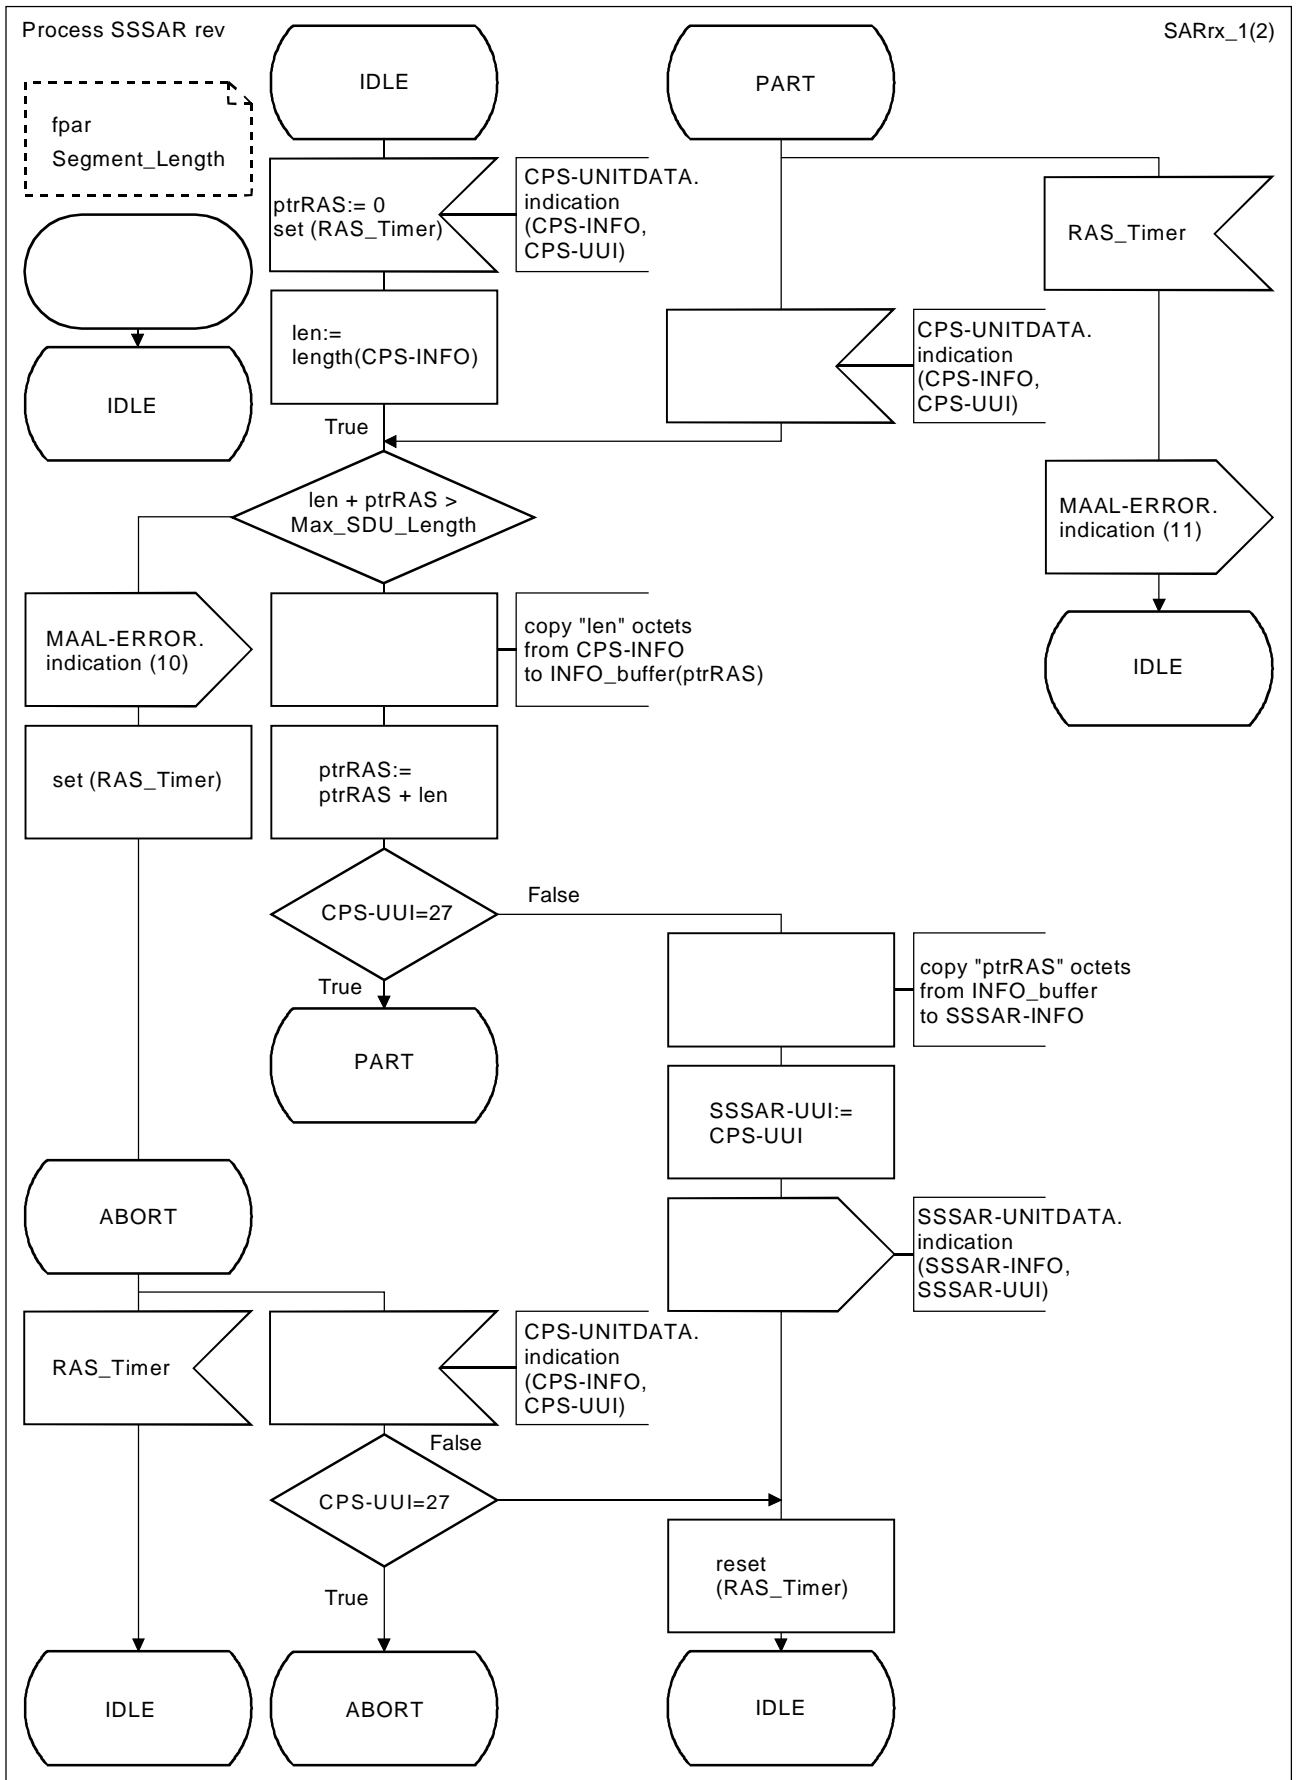 Process SSSAR rev
SARrx_1(2)
fpar
Segment_Length
IDLE
IDLE
ptrRAS:= 0
set (RAS_Timer)
CPS-UNITDATA.
indication
(CPS-INFO,
CPS-UUI)
len:=
length(CPS-INFO)
True
PART
RAS_Timer
CPS-UNITDATA.
indication
(CPS-INFO,
CPS-UUI)
MAAL-ERROR.
indication (11)
IDLE
len + ptrRAS >
Max_SDU_Length
MAAL-ERROR.
indication (10)
set (RAS_Timer)
copy "len" octets
from CPS-INFO
to INFO_buffer(ptrRAS)
ptrRAS:=
ptrRAS + len
CPS-UUI=27
False
True
PART
copy "ptrRAS" octets
from INFO_buffer
to SSSAR-INFO
SSSAR-UUI:=
CPS-UUI
SSSAR-UNITDATA.
indication
(SSSAR-INFO,
SSSAR-UUI)
ABORT
RAS_Timer
CPS-UNITDATA.
indication
(CPS-INFO,
CPS-UUI)
False
CPS-UUI=27
True
reset
(RAS_Timer)
IDLE
ABORT
IDLE